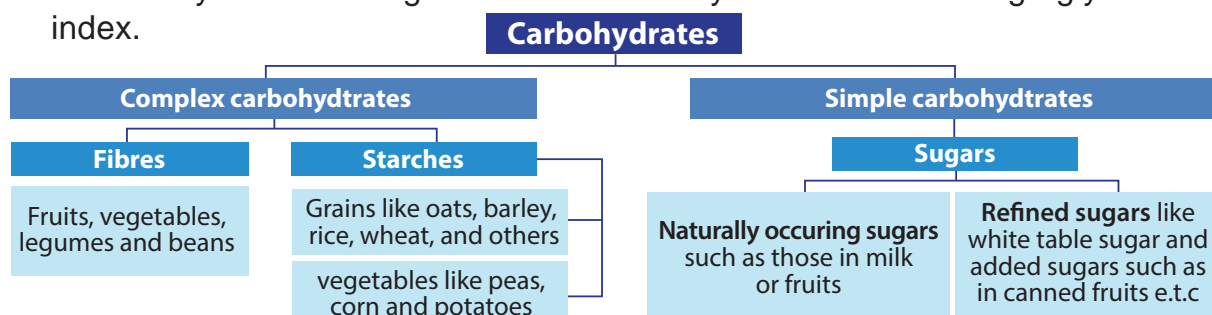 index.
Carbohydrates
Complex carbohydtrates
Simple carbohydtrates
Fibres
Starches
Sugars
Fruits, vegetables,
legumes and beans
Grains like oats, barley,
rice, wheat, and others
vegetables like peas,
corn and potatoes
Naturally occuring sugars
such as those in milk
or fruits
Refined sugars like
white table sugar and
added sugars such as
in canned fruits e.t.c